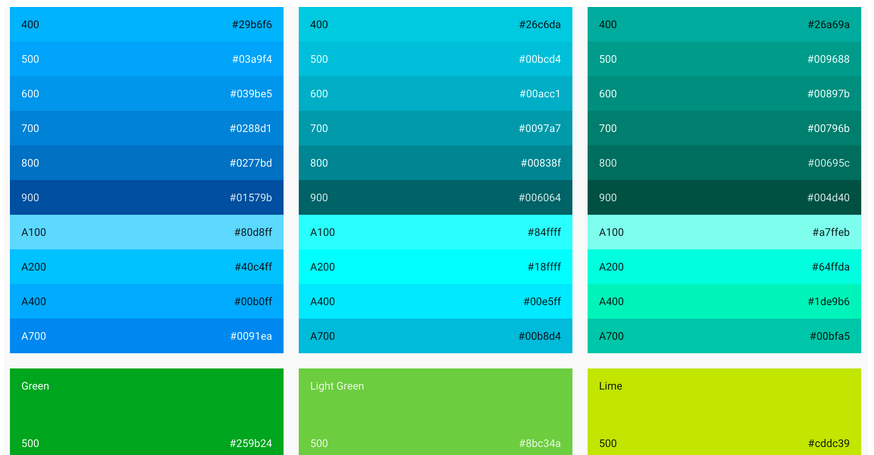 400 #29b6f6
500 #03a9f4
600 #039be5
700 #0288d1
800 #0277bd
900 #01579b
A100 #80d8ff
A200 #40c4ff
A400 #00b0ff
A700 #0091ea
400 #26c6da
500 #00bcd4
600 #00acc1
700 #0097a7
800 #00838f
900 #006064
A100 #84ffff
A200 #18ffff
A400 #00e5ff
A700 #00b8d4
400 #26a69a
500 #009688
600 #00897b
700 #00796b
800 #00695c
900 #004d40
A100 #a7ffeb
A200 #64ffda
A400 #1de9b6
A700 #00bfa5
Green
500 #259b24
Light Green
500 #8bc34a
Lime
500 #cddc39